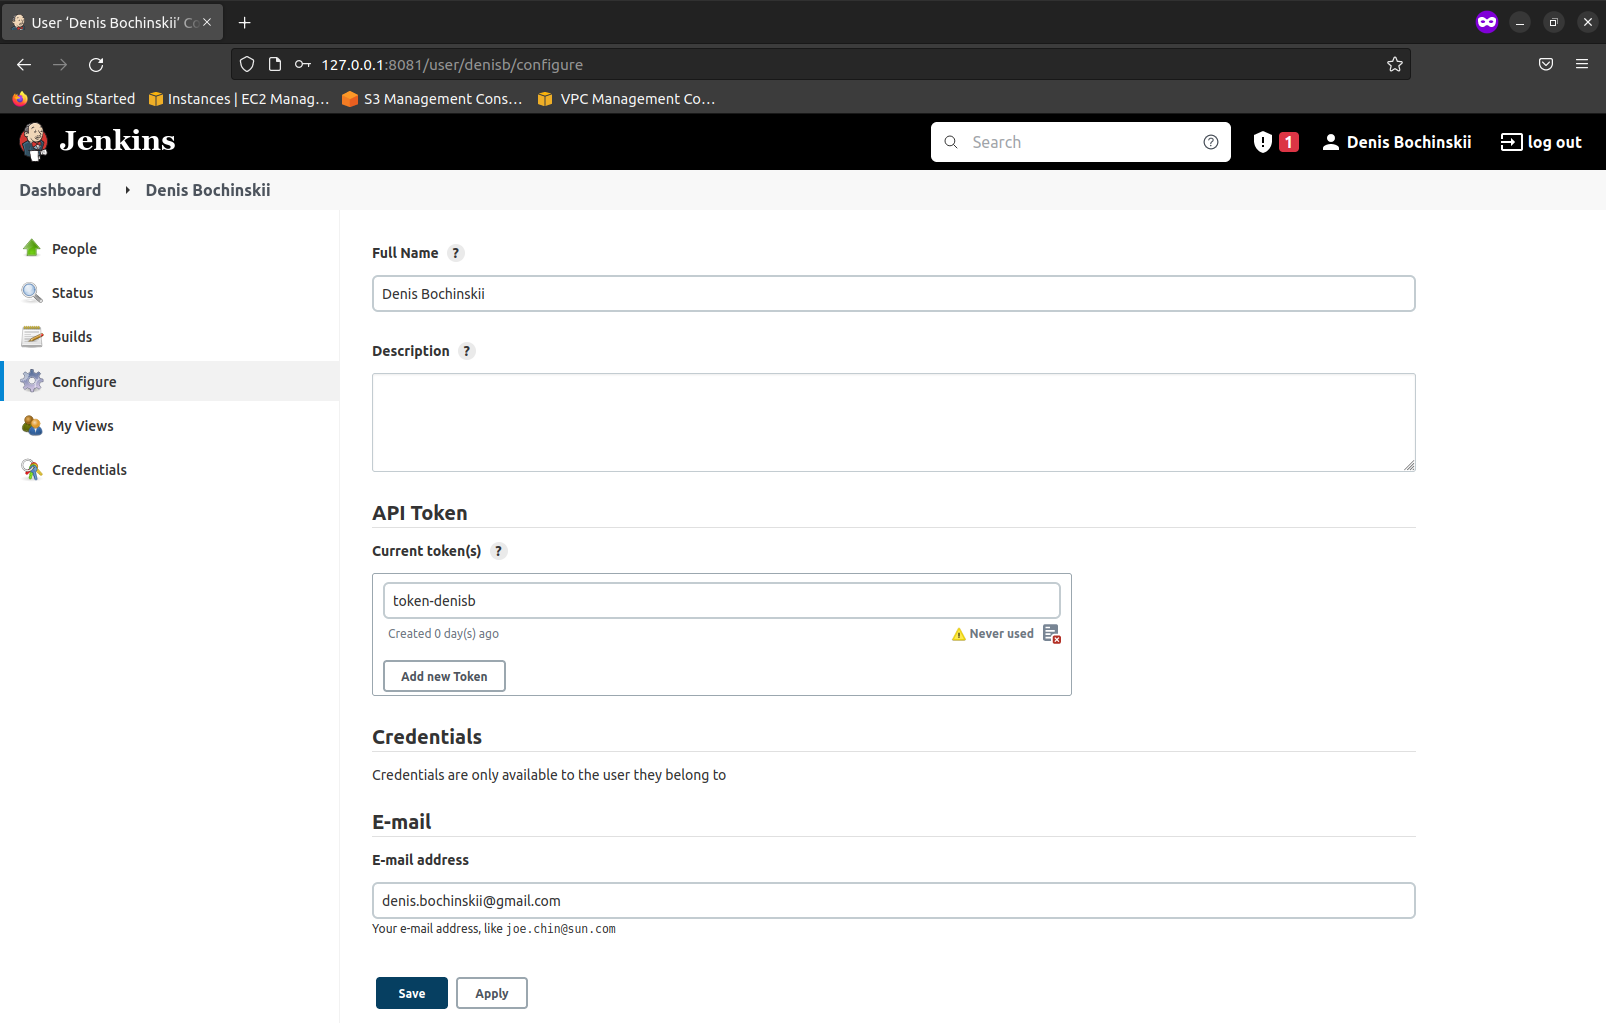 User ‘Denis Bochinskii’ Co
127.0.0.1:8081/user/denisb/configure
Getting Started
Instances | EC2 Manag…
S3 Management Cons…
VPC Management Co…
Jenkins
Search
1
Denis Bochinskii
log out
Dashboard
Denis Bochinskii
People
Status
Builds
Configure
My Views
Credentials
Full Name ?
Denis Bochinskii
Description ?
API Token
Current token(s) ?
token-denisb
Created 0 day(s) ago
Never used
Add new Token
Credentials
Credentials are only available to the user they belong to
E-mail
E-mail address
denis.bochinskii@gmail.com
Your e-mail address, like joe.chin@sun.com
Save
Apply